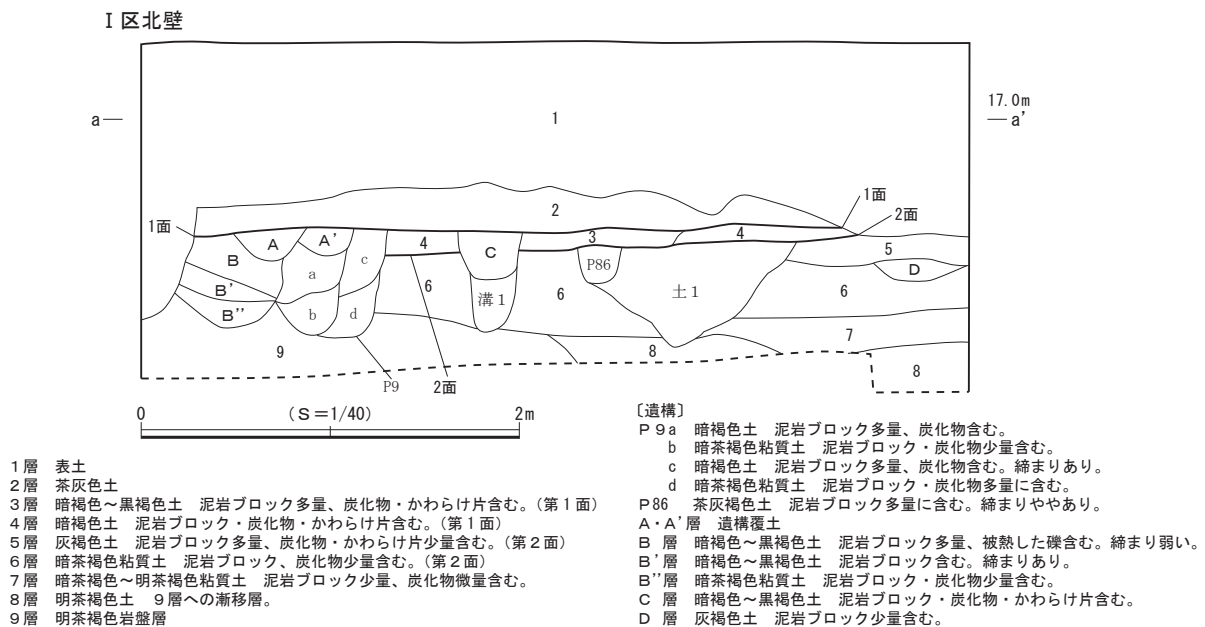 Ⅰ区北壁
17.0m
a
a’
1
1面
2面
1面
2
3
4
4
5
A
A’
B
B’
B’’
C
D
a
b
c
d
P86
溝1
土1
6
6
6
7
8
8
9
P9
2面
0
(S=1/40)
2m
1層 表土
2層 茶灰色土
3層 暗褐色～黒褐色土 泥岩ブロック多量、炭化物・かわらけ片含む。(第1面)
4層 暗褐色土 泥岩ブロック・炭化物・かわらけ片含む。(第1面)
5層 灰褐色土 泥岩ブロック多量、炭化物・かわらけ片少量含む。(第2面)
6層 暗茶褐色粘質土 泥岩ブロック、炭化物少量含む。(第2面)
7層 暗茶褐色～明茶褐色粘質土 泥岩ブロック少量、炭化物微量含む。
8層 明茶褐色土 9層への漸移層。
9層 明茶褐色岩盤層
〔遺構〕
P9a 暗褐色土 泥岩ブロック多量、炭化物含む。
b 暗茶褐色粘質土 泥岩ブロック・炭化物少量含む。
c 暗褐色土 泥岩ブロック多量、炭化物含む。締まりあり。
d 暗茶褐色粘質土 泥岩ブロック・炭化物多量に含む。
P86 茶灰褐色土 泥岩ブロック多量に含む。締まりややあり。
A・A’層 遺構覆土
B 層 暗褐色～黒褐色土 泥岩ブロック多量、被熱した礫含む。締まり弱い。
B’層 暗褐色～黒褐色土 泥岩ブロック含む。締まりあり。
B’’層 暗茶褐色粘質土 泥岩ブロック・炭化物少量含む。
C 層 暗褐色～黒褐色土 泥岩ブロック・炭化物・かわらけ片含む。
D 層 灰褐色土 泥岩ブロック少量含む。